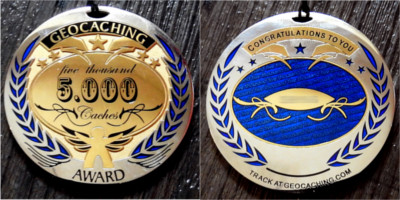 GEOCACHING
five thousand
5.000
Caches
AWARD
CONGRATULATIONS TO YOU
TRACK AT GEOCACHING.COM